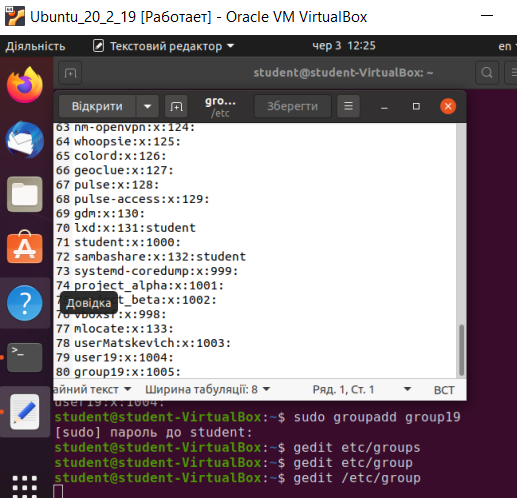 Ubuntu_20_2_19 [Работает] - Oracle VM VirtualBox
Діяльність Текстовий редактор чер 3 12:25 en
student@student-VirtualBox: ~
Відкрити gro... /etc Зберегти
63 nm-openvpn:x:124:
64 whoopsie:x:125:
65 colord:x:126:
66 geoclue:x:127:
67 pulse:x:128:
68 pulse-access:x:129:
69 gdm:x:130:
70 lxd:x:131:student
71 student:x:1000:
72 sambashare:x:132:student
73 systemd-coredump:x:999:
74 project_alpha:x:1001:
t_beta:x:1002:
Довідка
76 vboxsf:x:998:
77 mlocate:x:133:
78 userMatskevich:x:1003:
79 user19:x:1004:
80 group19:x:1005:
айний текст Ширина табуляції: 8 Ряд. 1, Ст. 1 ВСТ
user19:x:1004:
student@student-VirtualBox:~$ sudo groupadd group19
[sudo] пароль до student:
student@student-VirtualBox:~$ gedit etc/groups
student@student-VirtualBox:~$ gedit etc/group
student@student-VirtualBox:~$ gedit /etc/group